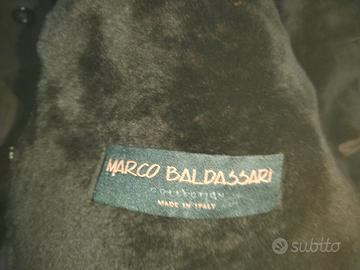 MARCO BALDASSARI
COLLECTION
MADE IN ITALY
subito